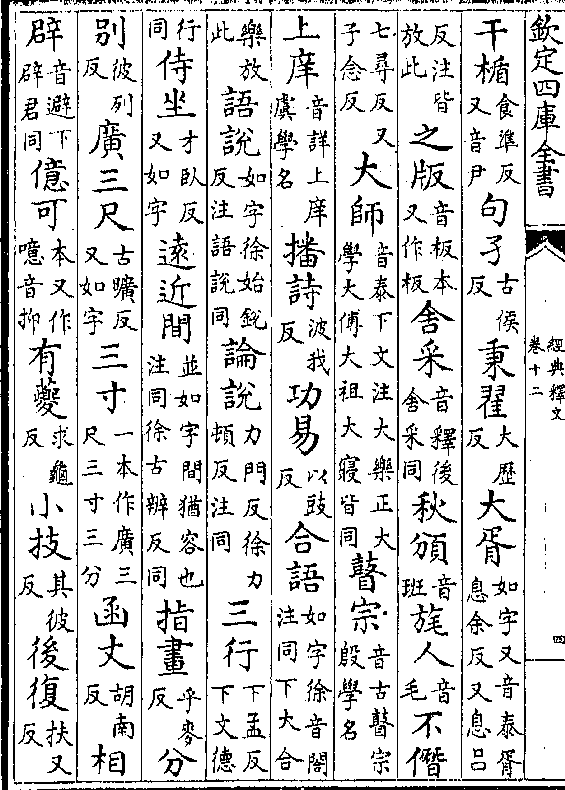 欽定四庫全書
經典釋文
卷十二
四
干楯食準反又音尹句孑古侯反秉翟大歷反大胥如字又音泰胥息余反又息呂
反注皆放此之版音板本又作板舍采音釋後舍采同秋頒音班旄人音毛不僭
七尋反又子念反大師音泰下文注大樂正大學大傅大祖大寢皆同瞽宗音古瞽宗殷學名
上庠音詳上庠虞學名播詩波我反功易以豉反合語如字徐音閤注同下大合
樂放此語說如字徐始銳反注語說同論說力門反徐力頓反注同三行下孟反下文德
行同侍坐才臥反又如字遠近間並如字間猶容也注同徐古辨反同指畫乎麥反分
別彼列反廣三尺古曠反又如字三寸一本作廣三尺三寸三分函丈胡南反相
辟音避下辟君同億可本又作噫音抑有夔求龜反小技其彼反後復扶又反